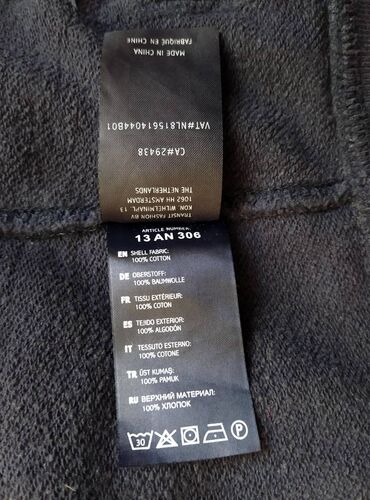 TRANSIT FASHION BV
KON. WILHELMINAPL. 13
1062 HH AMSTERDAM
THE NETHERLANDS
CA#29438
VAT#NL815614044B01
MADE IN CHINA
FABRIQUÉ EN CHINE
ARTICLE NUMBER:
13 AN 306
EN SHELL FABRIC:
100% COTTON
DE OBERSTOFF:
100% BAUMWOLLE
FR TISSU EXTÉRIEUR:
100% COTON
ES TEJIDO EXTERIOR:
100% ALGODÓN
IT TESSUTO ESTERNO:
100% COTONE
TR ÜST KUMAŞ:
100% PAMUK
RU ВЕРХНИЙ МАТЕРИАЛ:
100% ХЛОПОК
30 P